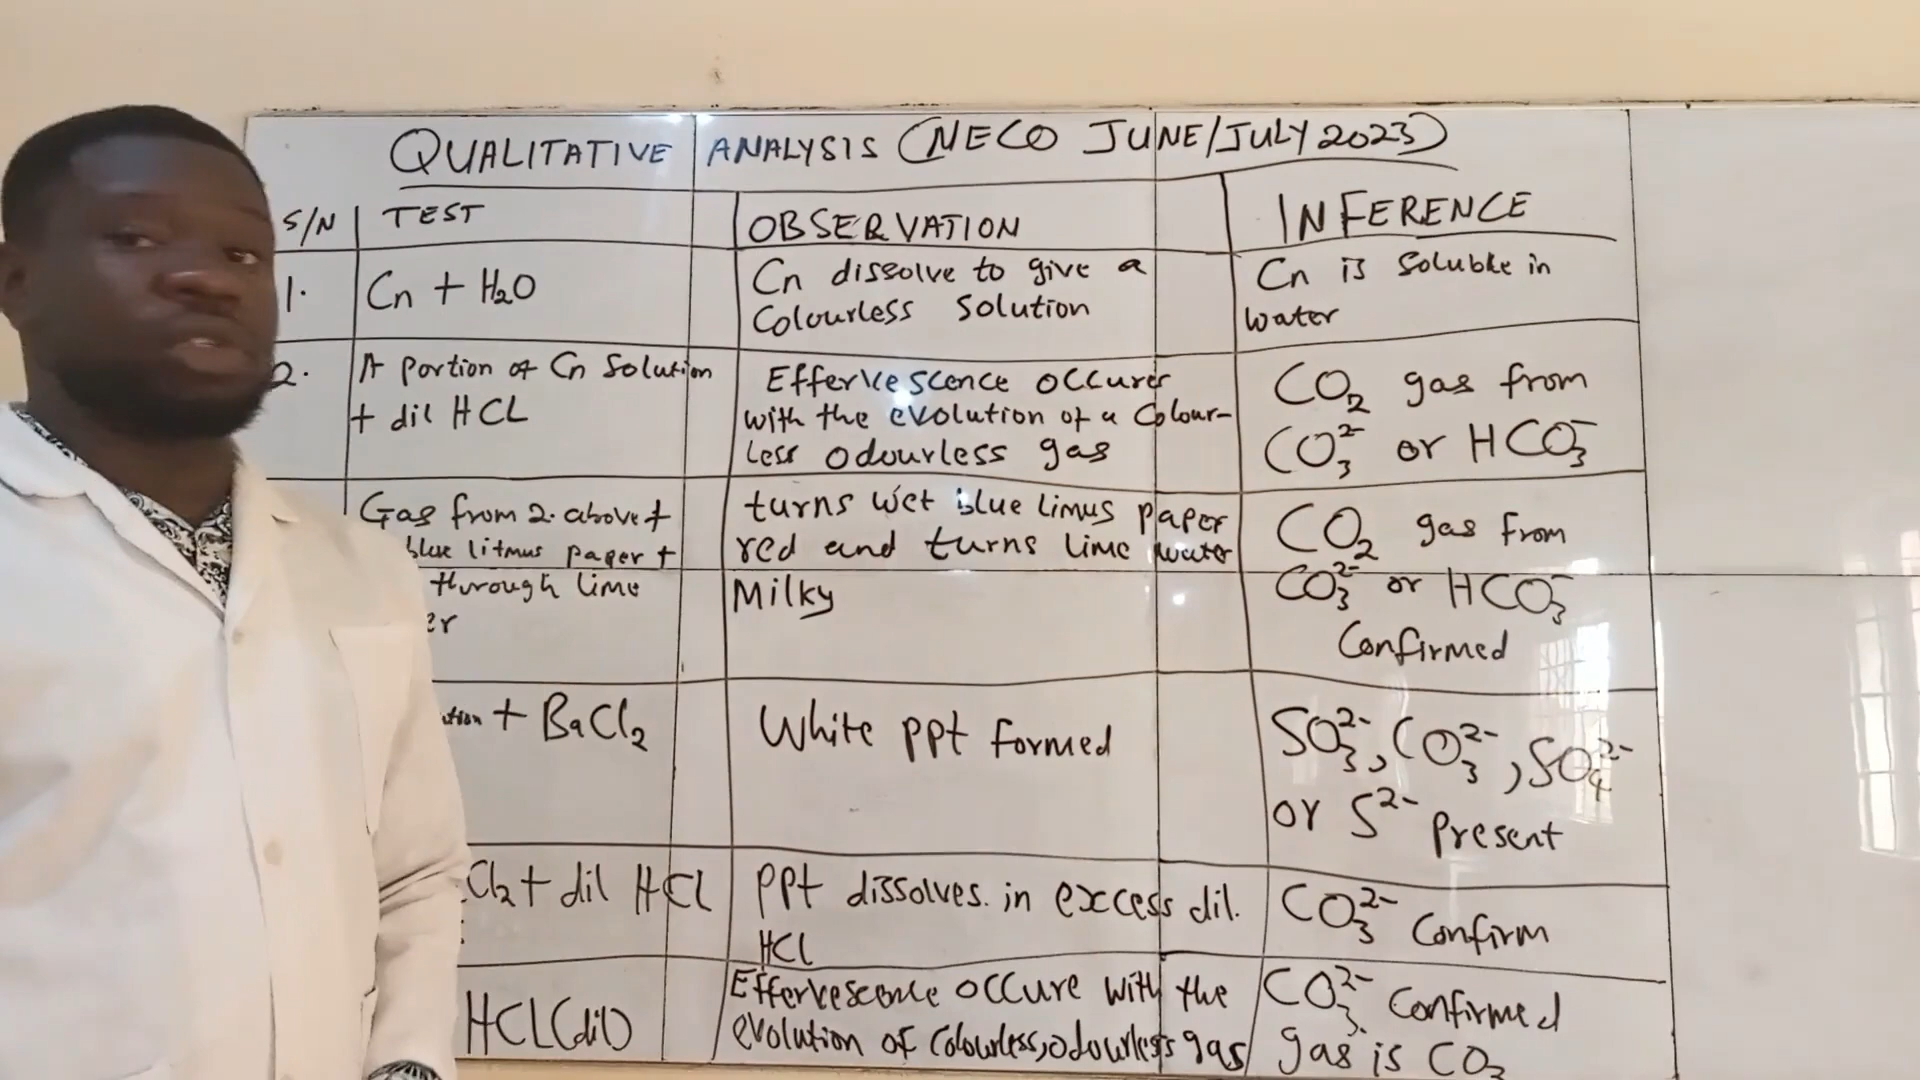 QUALITATIVE ANALYSIS (NECO JUNE/JULY 2023)
S/N TEST OBSERVATION INFERENCE
1. Cn + H2O
Cn dissolve to give a
Colourless Solution
Cn is Soluble in
water
2. A portion of Cn Solution
+ dil HCL
Effervescence occures
with the evolution of a Colour-
less odourless gas
CO2 gas from
CO3^2- or HCO3^-
Gas from 2. above +
blue litmus paper +
through lime
er
turns wet blue limus paper
red and turns lime water
Milky
CO2 gas from
CO3^2- or HCO3^-
Confirmed
+ BaCl2
White ppt formed
SO3^2-, CO3^2-, SO4^2-
or S^2- Present
Cl2 + dil HCl
PPt dissolves. in excess dil.
HCl
CO3^2- Confirm
HCL(dil)
Effervescence occure with the
evolution of Colourless, odourless gas
CO3^2- Confirmed
gas is CO2